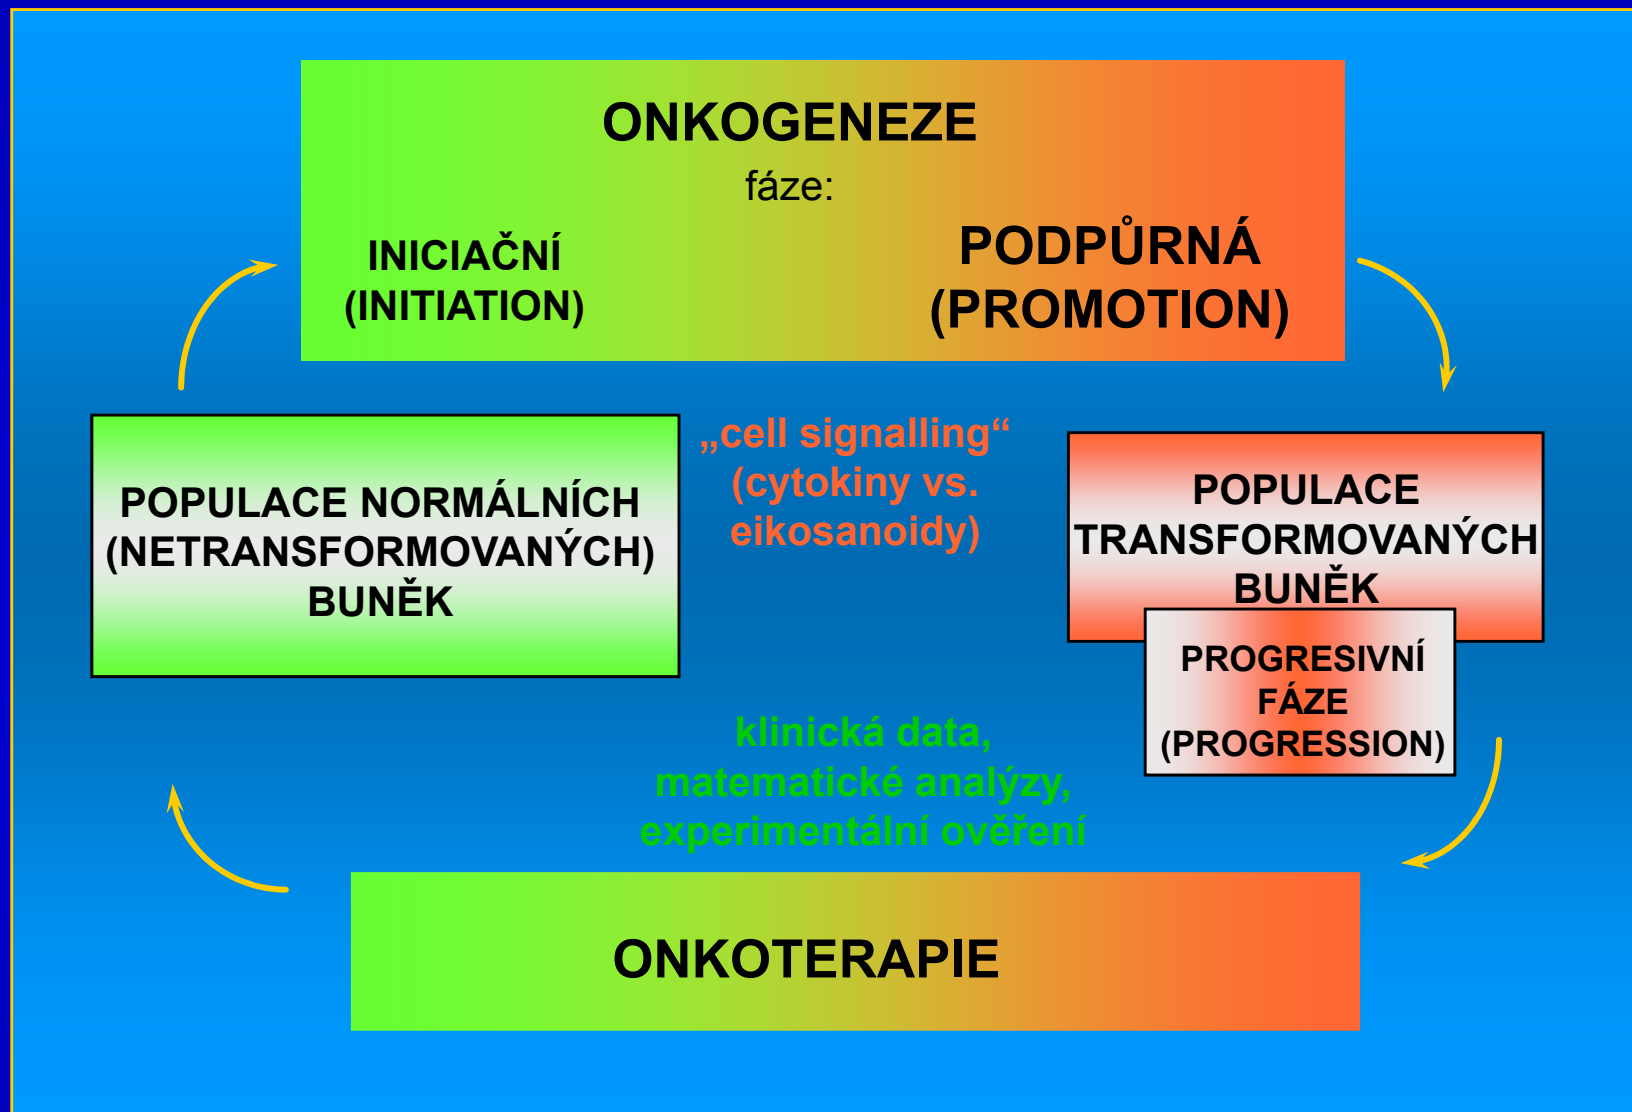 ONKOGENEZE
fáze:
INICIAČNÍ
(INITIATION)
PODPŮRNÁ
(PROMOTION)
POPULACE NORMÁLNÍCH
(NETRANSFORMOVANÝCH)
BUNĚK
„cell signalling“
(cytokiny vs.
eikosanoidy)
POPULACE
TRANSFORMOVANÝCH
BUNĚK
PROGRESIVNÍ
FÁZE
(PROGRESSION)
klinická data,
matematické analýzy,
experimentální ověření
ONKOTERAPIE